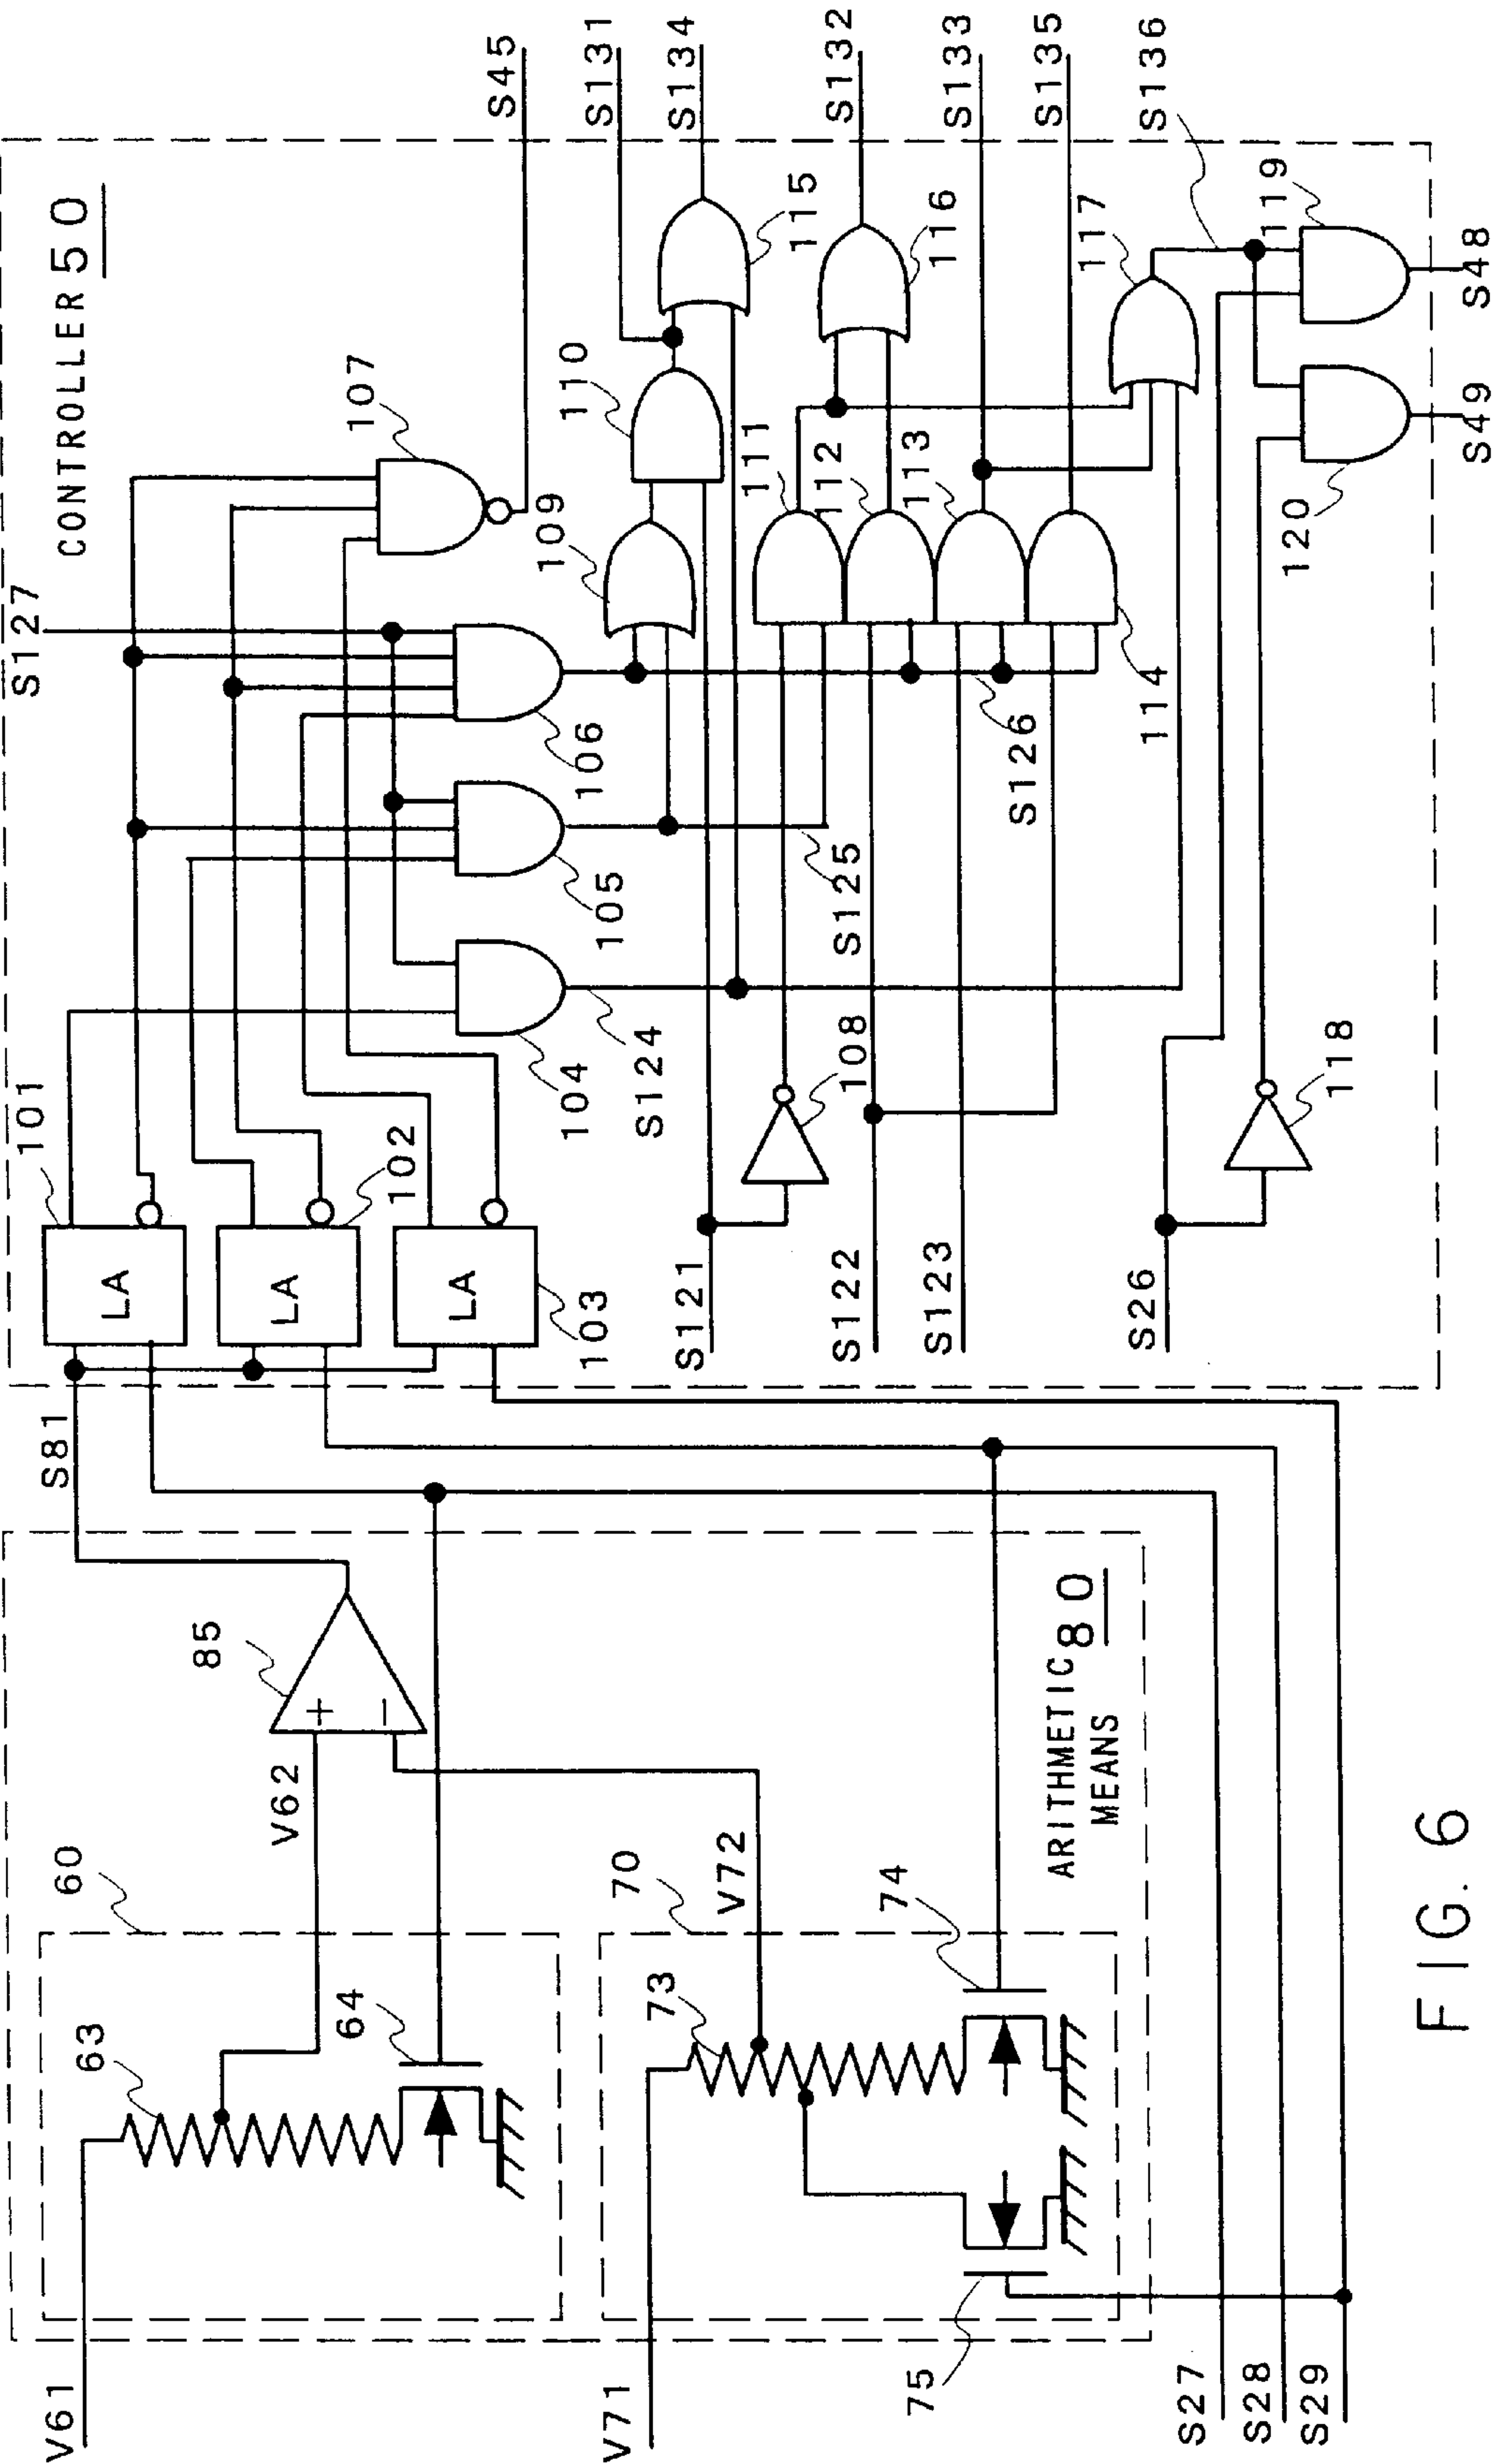 CONTROLLER 50
S127
S45
S131
S134
S132
S133
S135
S136
101
LA
102
LA
103
LA
S81
104
105
106
107
109
110
111
112
113
114
115
116
117
119
120
118
108
S124
S125
S126
S121
S122
S123
S26
S48
S49
85
+
−
V62
60
63
64
V61
70
V72
73
74
75
V71
ARITHMETIC 80
MEANS
S27
S28
S29
FIG. 6